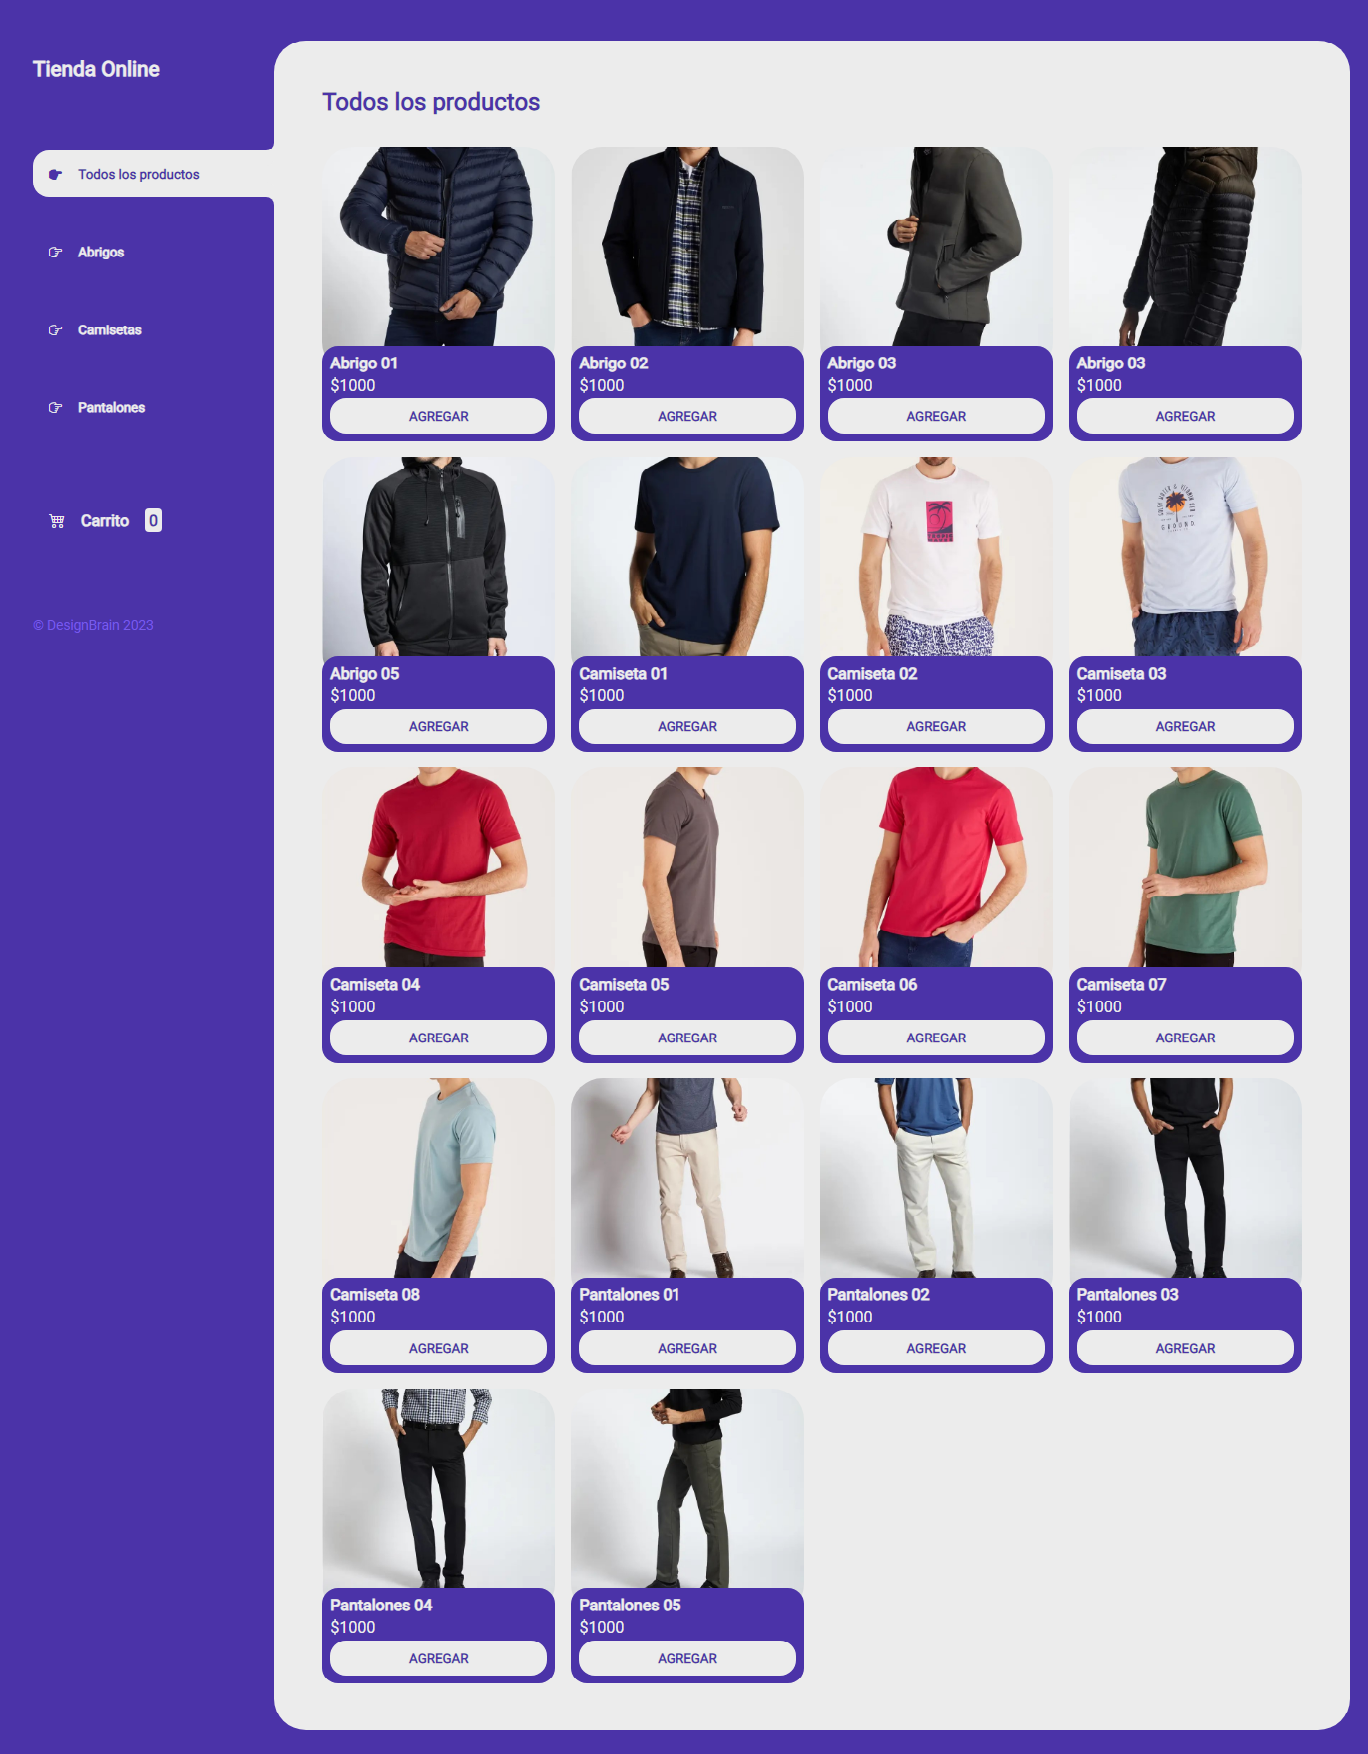 Tienda Online
Todos los productos
Abrigos
Camisetas
Pantalones
Carrito 0
© DesignBrain 2023
Todos los productos
Abrigo 01
$1000
AGREGAR
Abrigo 02
$1000
AGREGAR
Abrigo 03
$1000
AGREGAR
Abrigo 03
$1000
AGREGAR
Abrigo 05
$1000
AGREGAR
Camiseta 01
$1000
AGREGAR
Camiseta 02
$1000
AGREGAR
GROUND
Camiseta 03
$1000
AGREGAR
Camiseta 04
$1000
AGREGAR
Camiseta 05
$1000
AGREGAR
Camiseta 06
$1000
AGREGAR
Camiseta 07
$1000
AGREGAR
Camiseta 08
$1000
AGREGAR
Pantalones 01
$1000
AGREGAR
Pantalones 02
$1000
AGREGAR
Pantalones 03
$1000
AGREGAR
Pantalones 04
$1000
AGREGAR
Pantalones 05
$1000
AGREGAR